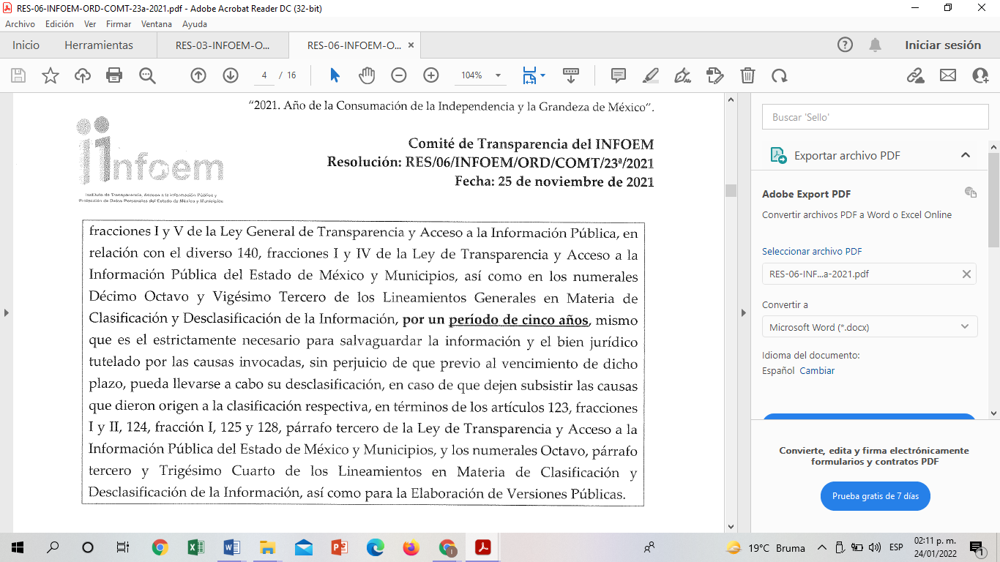 RES-06-INFOEM-ORD-COMT-23a-2021.pdf - Adobe Acrobat Reader DC (32-bit)
Archivo Edición Ver Firmar Ventana Ayuda
Inicio Herramientas RES-03-INFOEM-O... RES-06-INFOEM-O... ×
4 / 16 104%
Iniciar sesión
"2021. Año de la Consumación de la Independencia y la Grandeza de México".
infoem
Instituto de Transparencia, Acceso a la Información Pública y
Protección de Datos Personales del Estado de México y Municipios
Comité de Transparencia del INFOEM
Resolución: RES/06/INFOEM/ORD/COMT/23ª/2021
Fecha: 25 de noviembre de 2021
fracciones I y V de la Ley General de Transparencia y Acceso a la Información Pública, en
relación con el diverso 140, fracciones I y IV de la Ley de Transparencia y Acceso a la
Información Pública del Estado de México y Municipios, así como en los numerales
Décimo Octavo y Vigésimo Tercero de los Lineamientos Generales en Materia de
Clasificación y Desclasificación de la Información, por un período de cinco años, mismo
que es el estrictamente necesario para salvaguardar la información y el bien jurídico
tutelado por las causas invocadas, sin perjuicio de que previo al vencimiento de dicho
plazo, pueda llevarse a cabo su desclasificación, en caso de que dejen subsistir las causas
que dieron origen a la clasificación respectiva, en términos de los artículos 123, fracciones
I y II, 124, fracción I, 125 y 128, párrafo tercero de la Ley de Transparencia y Acceso a la
Información Pública del Estado de México y Municipios, y los numerales Octavo, párrafo
tercero y Trigésimo Cuarto de los Lineamientos en Materia de Clasificación y
Desclasificación de la Información, así como para la Elaboración de Versiones Públicas.
Buscar 'Sello'
Exportar archivo PDF
Adobe Export PDF
Convertir archivos PDF a Word o Excel Online
Seleccionar archivo PDF
RES-06-INF...a-2021.pdf
Convertir a
Microsoft Word (*.docx)
Idioma del documento:
Español Cambiar
Convierte, edita y firma electrónicamente
formularios y contratos PDF
Prueba gratis de 7 días
19°C Bruma ESP 02:11 p. m.
24/01/2022
1